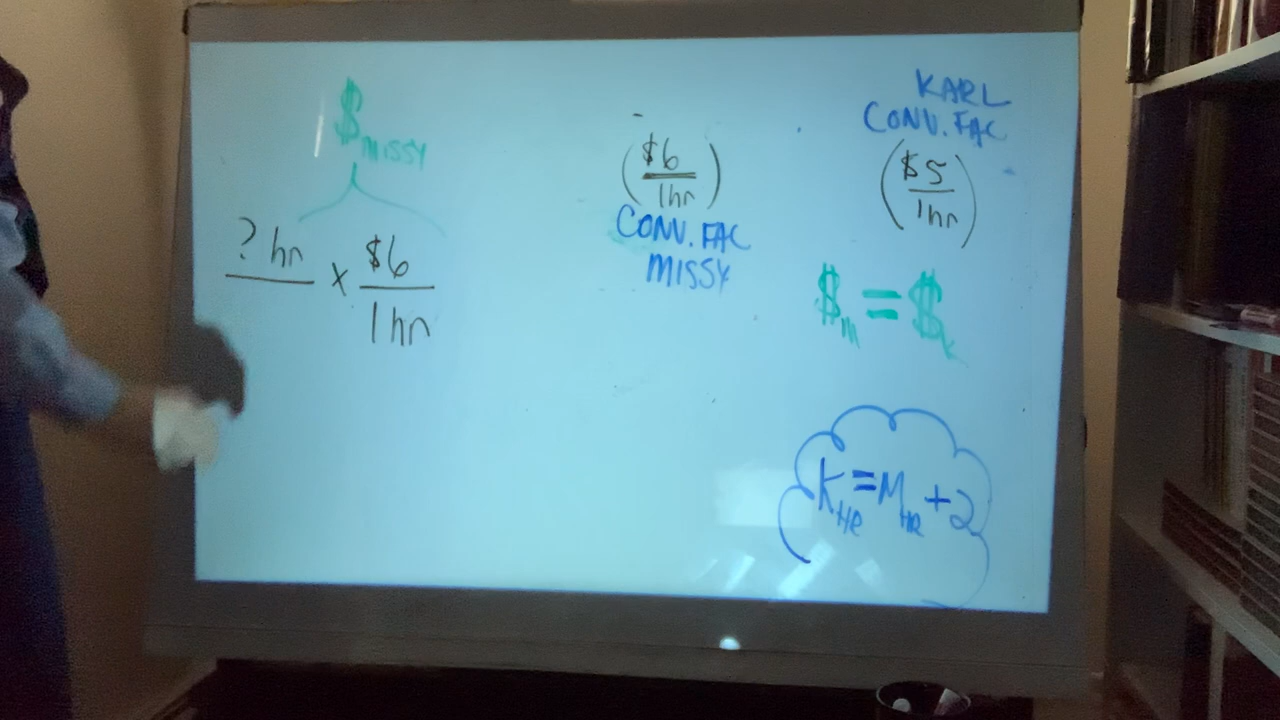 $MISSY
? hr x $6
1 hr
($6
1hr)
CONV. FAC
MISSY
KARL
CONV. FAC
($5
1hr)
$m = $k
KHR = MHR + 2